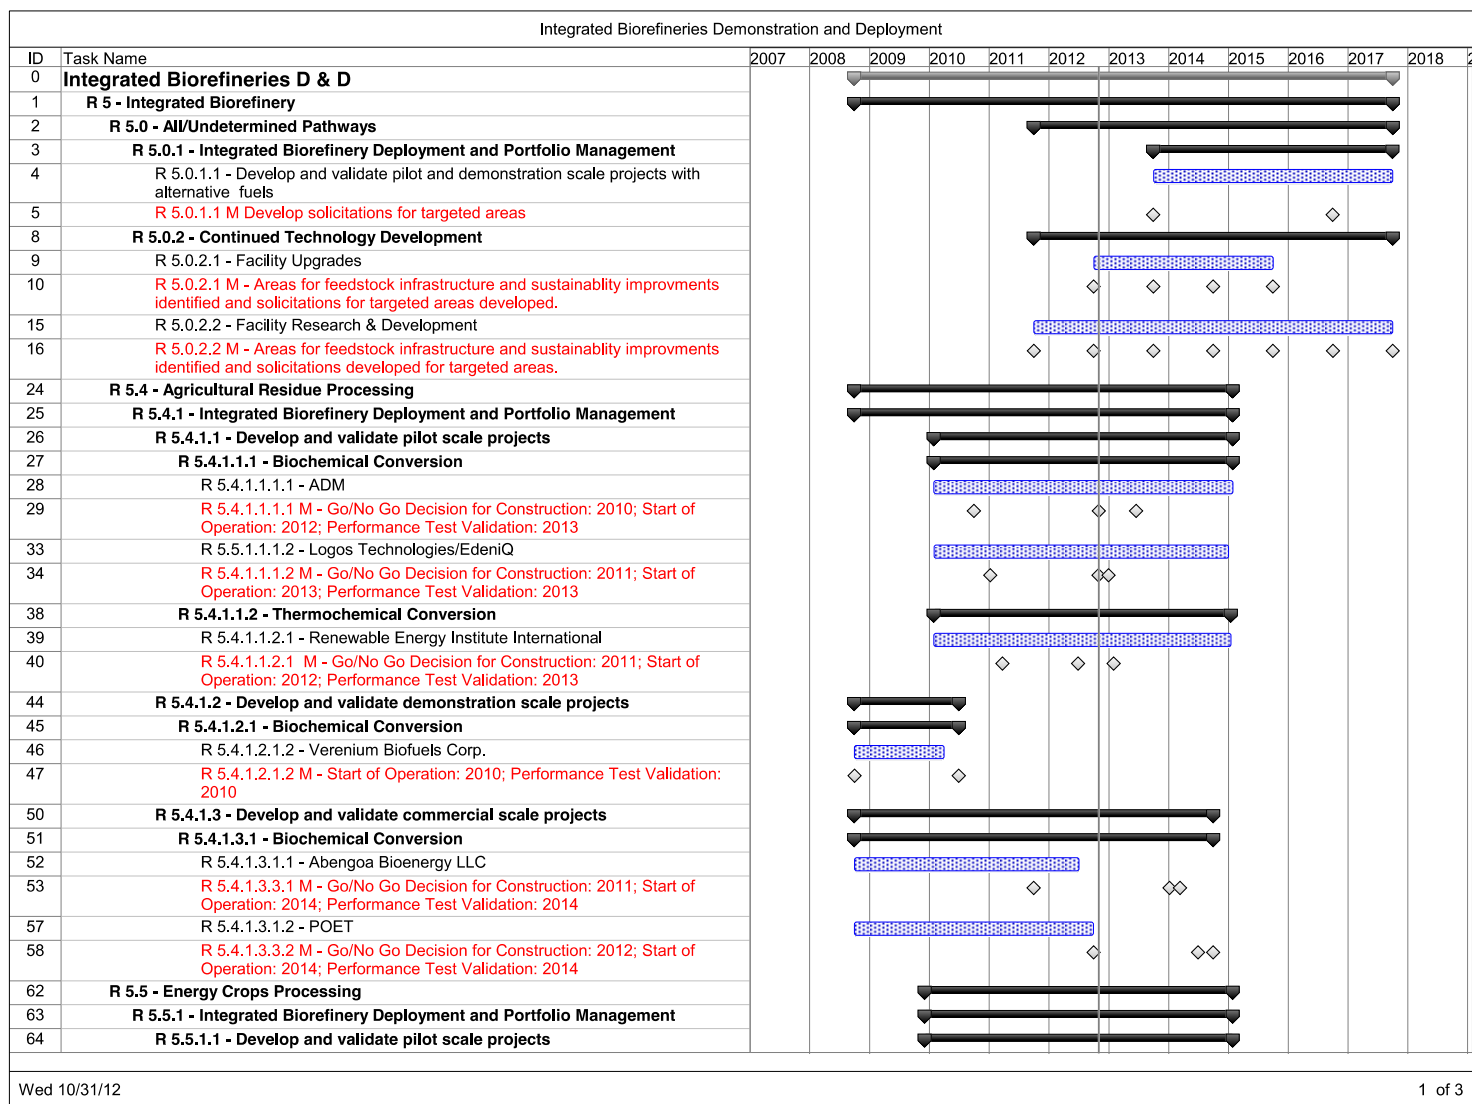 Integrated Biorefineries Demonstration and Deployment
ID Task Name 2007 2008 2009 2010 2011 2012 2013 2014 2015 2016 2017 2018 2
0 Integrated Biorefineries D & D
1 R 5 - Integrated Biorefinery
2 R 5.0 - All/Undetermined Pathways
3 R 5.0.1 - Integrated Biorefinery Deployment and Portfolio Management
4 R 5.0.1.1 - Develop and validate pilot and demonstration scale projects with
alternative fuels
5 R 5.0.1.1 M Develop solicitations for targeted areas
8 R 5.0.2 - Continued Technology Development
9 R 5.0.2.1 - Facility Upgrades
10 R 5.0.2.1 M - Areas for feedstock infrastructure and sustainablity improvments
identified and solicitations for targeted areas developed.
15 R 5.0.2.2 - Facility Research & Development
16 R 5.0.2.2 M - Areas for feedstock infrastructure and sustainablity improvments
identified and solicitations developed for targeted areas.
24 R 5.4 - Agricultural Residue Processing
25 R 5.4.1 - Integrated Biorefinery Deployment and Portfolio Management
26 R 5.4.1.1 - Develop and validate pilot scale projects
27 R 5.4.1.1.1 - Biochemical Conversion
28 R 5.4.1.1.1.1 - ADM
29 R 5.4.1.1.1.1 M - Go/No Go Decision for Construction: 2010; Start of
Operation: 2012; Performance Test Validation: 2013
33 R 5.5.1.1.1.2 - Logos Technologies/EdeniQ
34 R 5.4.1.1.1.2 M - Go/No Go Decision for Construction: 2011; Start of
Operation: 2013; Performance Test Validation: 2013
38 R 5.4.1.1.2 - Thermochemical Conversion
39 R 5.4.1.1.2.1 - Renewable Energy Institute International
40 R 5.4.1.1.2.1 M - Go/No Go Decision for Construction: 2011; Start of
Operation: 2012; Performance Test Validation: 2013
44 R 5.4.1.2 - Develop and validate demonstration scale projects
45 R 5.4.1.2.1 - Biochemical Conversion
46 R 5.4.1.2.1.2 - Verenium Biofuels Corp.
47 R 5.4.1.2.1.2 M - Start of Operation: 2010; Performance Test Validation:
2010
50 R 5.4.1.3 - Develop and validate commercial scale projects
51 R 5.4.1.3.1 - Biochemical Conversion
52 R 5.4.1.3.1.1 - Abengoa Bioenergy LLC
53 R 5.4.1.3.3.1 M - Go/No Go Decision for Construction: 2011; Start of
Operation: 2014; Performance Test Validation: 2014
57 R 5.4.1.3.1.2 - POET
58 R 5.4.1.3.3.2 M - Go/No Go Decision for Construction: 2012; Start of
Operation: 2014; Performance Test Validation: 2014
62 R 5.5 - Energy Crops Processing
63 R 5.5.1 - Integrated Biorefinery Deployment and Portfolio Management
64 R 5.5.1.1 - Develop and validate pilot scale projects
Wed 10/31/12 1 of 3